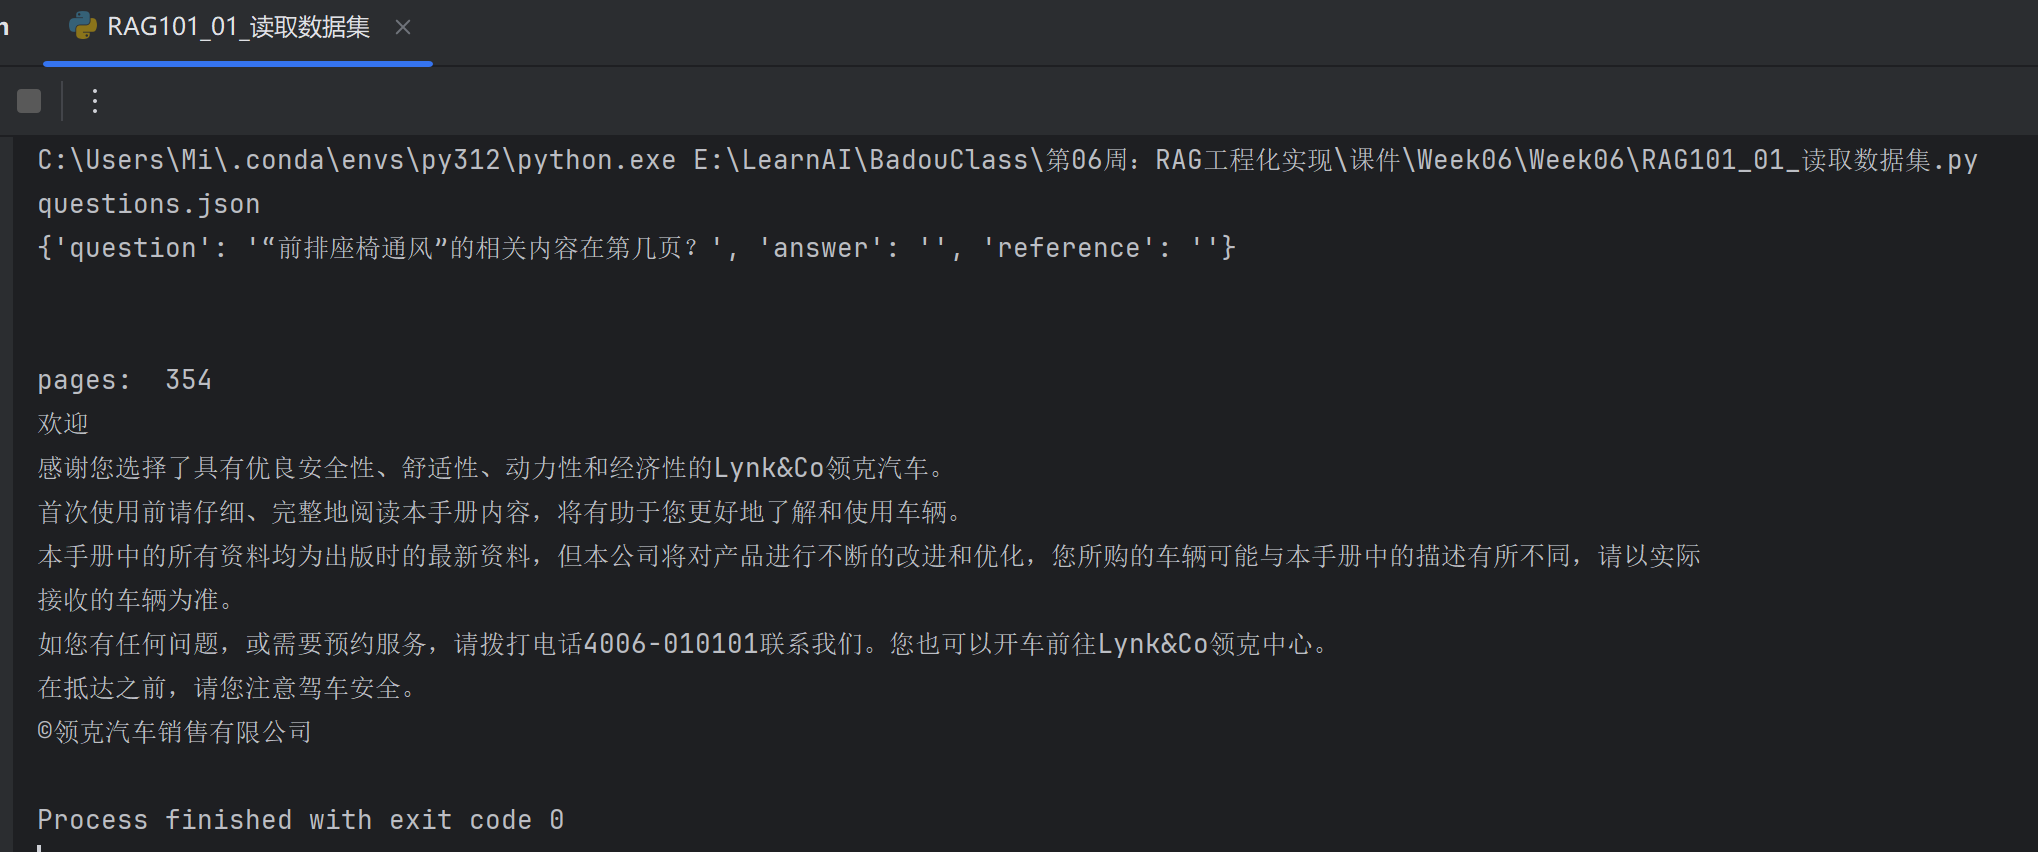 n
RAG101_01_读取数据集
C:\Users\Mi\.conda\envs\py312\python.exe E:\LearnAI\BadouClass\第06周：RAG工程化实现\课件\Week06\Week06\RAG101_01_读取数据集.py
questions.json
{'question': '“前排座椅通风”的相关内容在第几页？', 'answer': '', 'reference': ''}
pages:  354
欢迎
感谢您选择了具有优良安全性、舒适性、动力性和经济性的Lynk&Co领克汽车。
首次使用前请仔细、完整地阅读本手册内容，将有助于您更好地了解和使用车辆。
本手册中的所有资料均为出版时的最新资料，但本公司将对产品进行不断的改进和优化，您所购的车辆可能与本手册中的描述有所不同，请以实际
接收的车辆为准。
如您有任何问题，或需要预约服务，请拨打电话4006-010101联系我们。您也可以开车前往Lynk&Co领克中心。
在抵达之前，请您注意驾车安全。
©领克汽车销售有限公司
Process finished with exit code 0